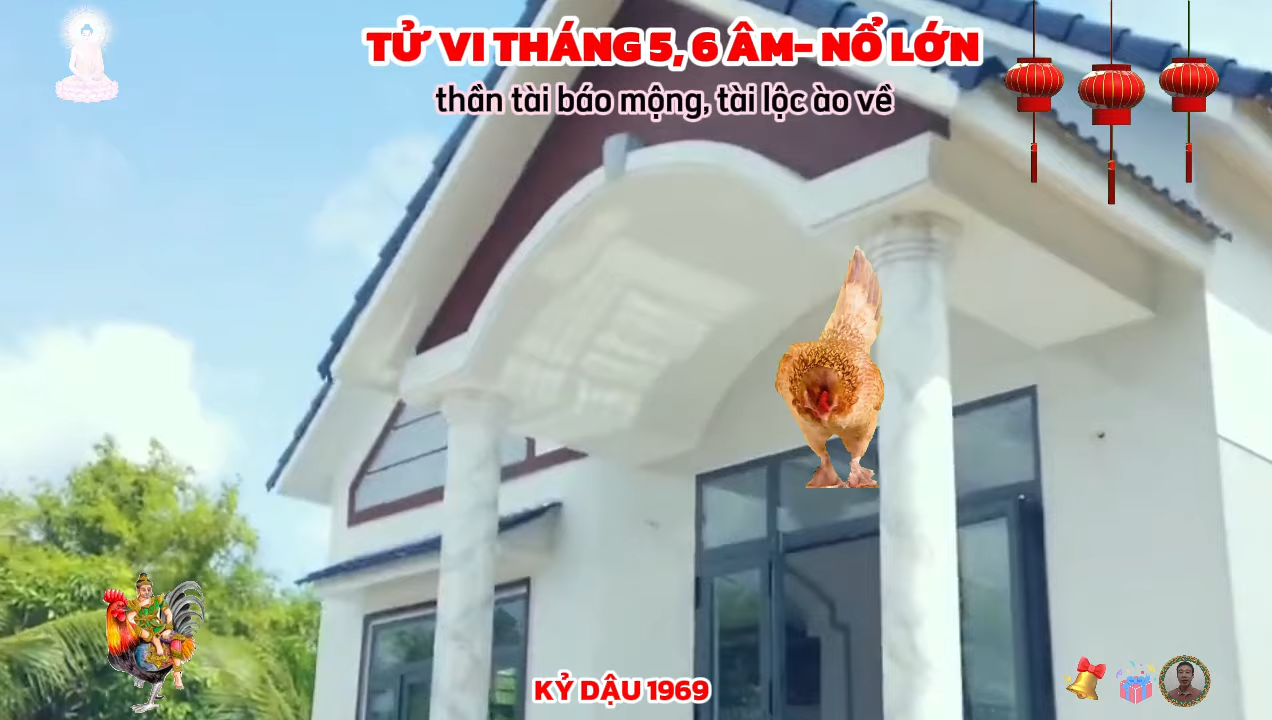 TỬ VI THÁNG 5, 6 ÂM- NỔ LỚN
thần tài báo mộng, tài lộc ào về
KỶ DẬU 1969